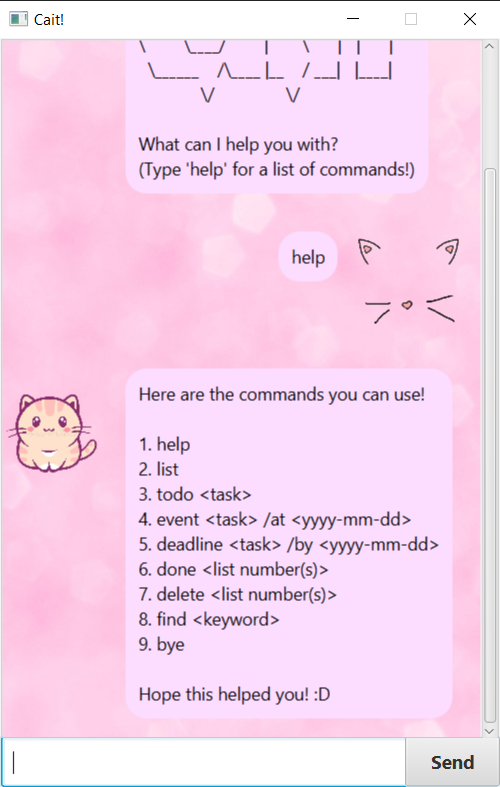 Cait!
What can I help you with?
(Type 'help' for a list of commands!)
help
Here are the commands you can use!
1. help
2. list
3. todo <task>
4. event <task> /at <yyyy-mm-dd>
5. deadline <task> /by <yyyy-mm-dd>
6. done <list number(s)>
7. delete <list number(s)>
8. find <keyword>
9. bye
Hope this helped you! :D
Send